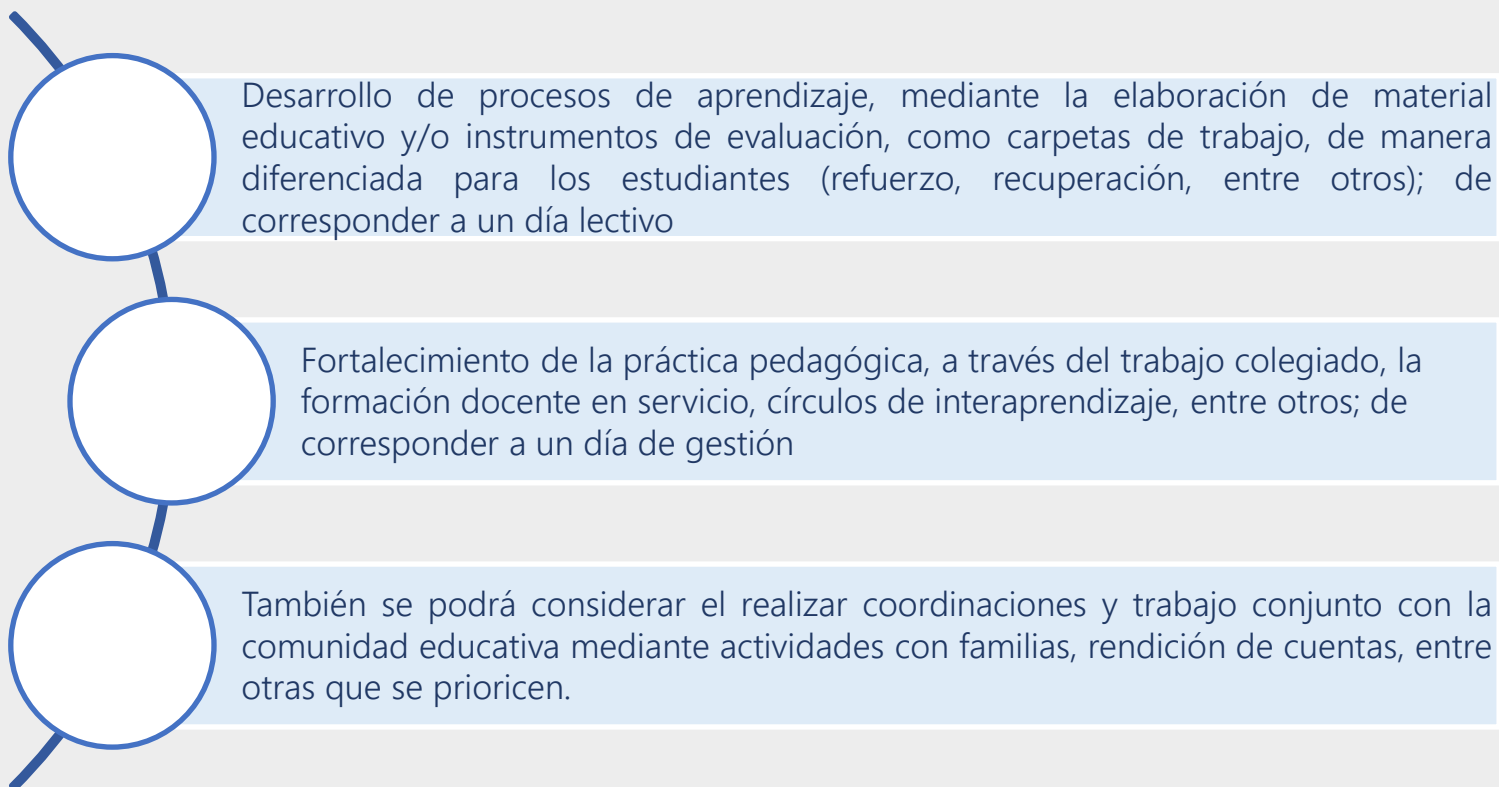 Desarrollo de procesos de aprendizaje, mediante la elaboración de material
educativo y/o instrumentos de evaluación, como carpetas de trabajo, de manera
diferenciada para los estudiantes (refuerzo, recuperación, entre otros); de
corresponder a un día lectivo
Fortalecimiento de la práctica pedagógica, a través del trabajo colegiado, la
formación docente en servicio, círculos de interaprendizaje, entre otros; de
corresponder a un día de gestión
También se podrá considerar el realizar coordinaciones y trabajo conjunto con la
comunidad educativa mediante actividades con familias, rendición de cuentas, entre
otras que se prioricen.